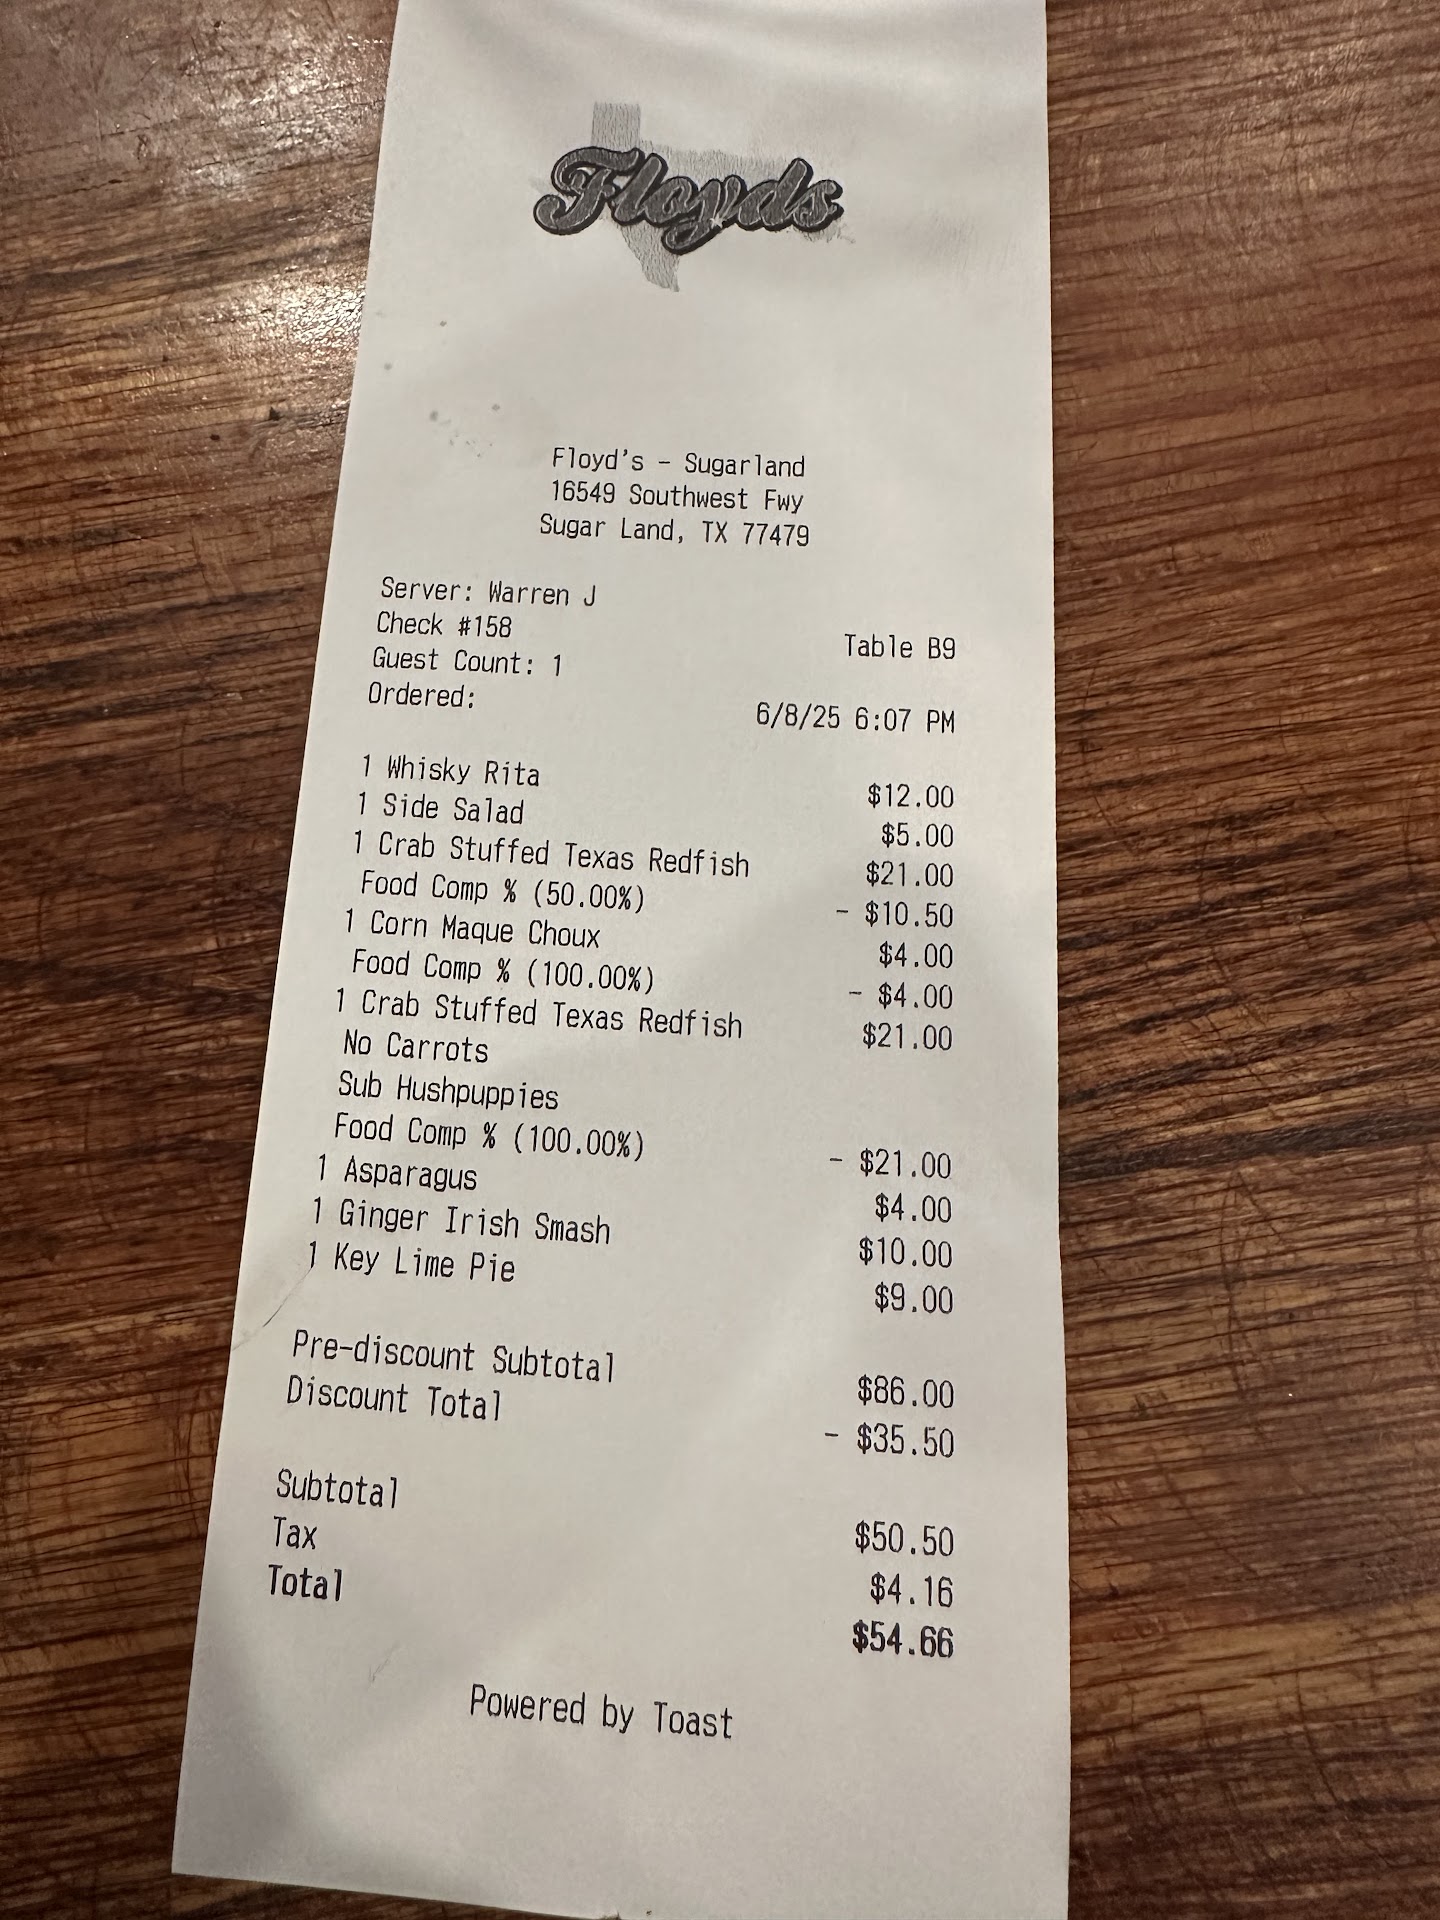 Floyds
Floyd's - Sugarland
16549 Southwest Fwy
Sugar Land, TX 77479
Server: Warren J
Check #158 Table B9
Guest Count: 1
Ordered: 6/8/25 6:07 PM
1 Whisky Rita $12.00
1 Side Salad $5.00
1 Crab Stuffed Texas Redfish $21.00
Food Comp % (50.00%) - $10.50
1 Corn Maque Choux $4.00
Food Comp % (100.00%) - $4.00
1 Crab Stuffed Texas Redfish $21.00
No Carrots
Sub Hushpuppies
Food Comp % (100.00%) - $21.00
1 Asparagus $4.00
1 Ginger Irish Smash $10.00
1 Key Lime Pie $9.00
Pre-discount Subtotal $86.00
Discount Total - $35.50
Subtotal $50.50
Tax $4.16
Total $54.66
Powered by Toast